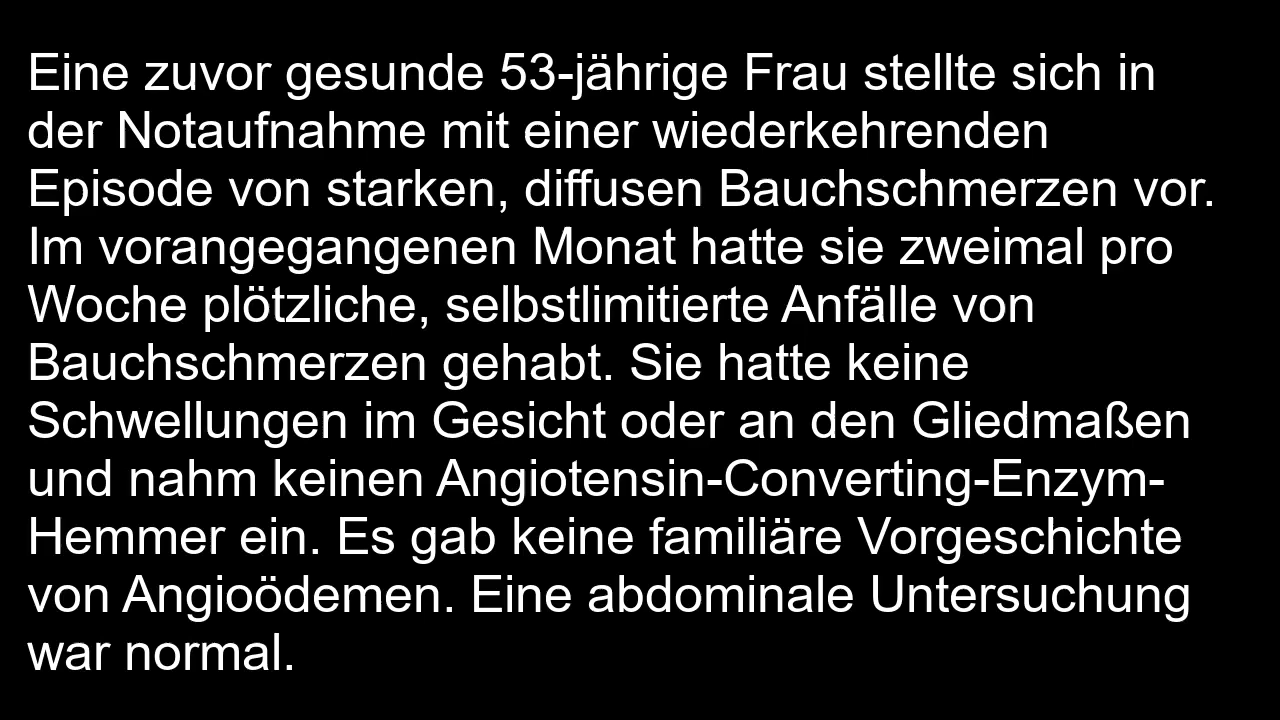 Eine zuvor gesunde 53-jährige Frau stellte sich in
der Notaufnahme mit einer wiederkehrenden
Episode von starken, diffusen Bauchschmerzen vor.
Im vorangegangenen Monat hatte sie zweimal pro
Woche plötzliche, selbstlimitierte Anfälle von
Bauchschmerzen gehabt. Sie hatte keine
Schwellungen im Gesicht oder an den Gliedmaßen
und nahm keinen Angiotensin-Converting-Enzym-
Hemmer ein. Es gab keine familiäre Vorgeschichte
von Angioödemen. Eine abdominale Untersuchung
war normal.